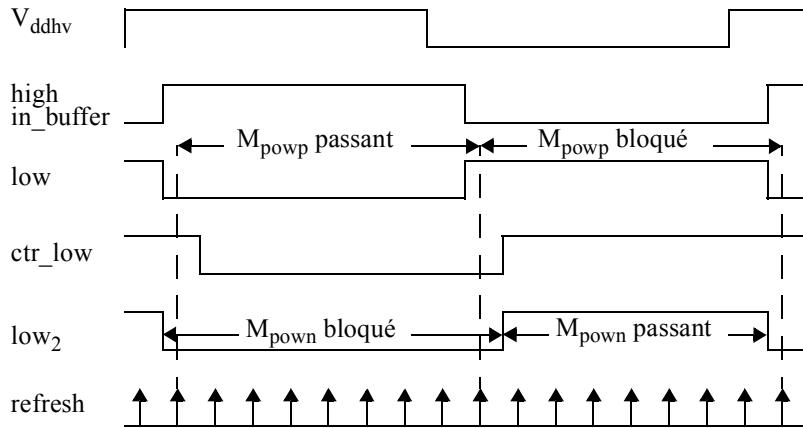 Vddhv
high
in_buffer
Mpowp passant
Mpowp bloqué
low
ctr_low
low2
Mpown bloqué
Mpown passant
refresh